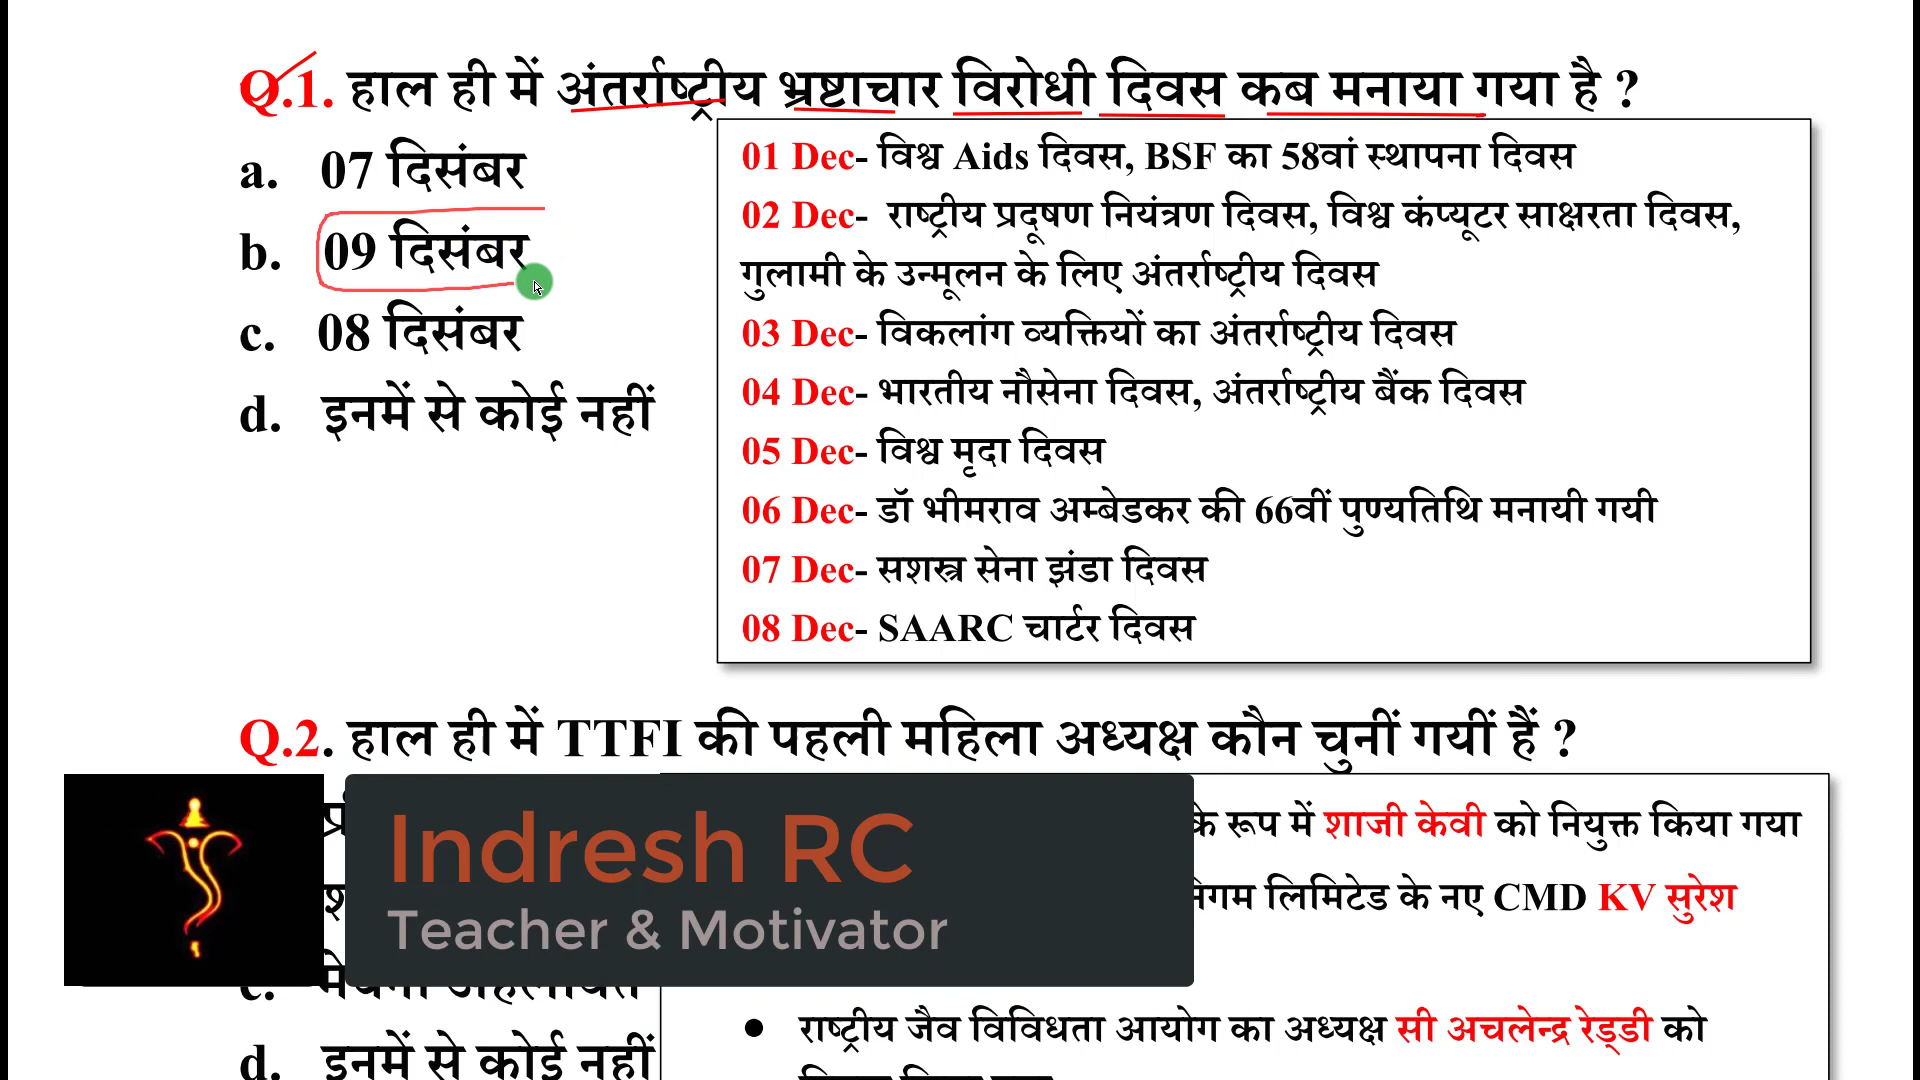 Q.1. हाल ही में अंतर्राष्ट्रीय भ्रष्टाचार विरोधी दिवस कब मनाया गया है ?
a. 07 दिसंबर
b. 09 दिसंबर
c. 08 दिसंबर
d. इनमें से कोई नहीं
01 Dec- विश्व Aids दिवस, BSF का 58वां स्थापना दिवस
02 Dec- राष्ट्रीय प्रदूषण नियंत्रण दिवस, विश्व कंप्यूटर साक्षरता दिवस,
गुलामी के उन्मूलन के लिए अंतर्राष्ट्रीय दिवस
03 Dec- विकलांग व्यक्तियों का अंतर्राष्ट्रीय दिवस
04 Dec- भारतीय नौसेना दिवस, अंतर्राष्ट्रीय बैंक दिवस
05 Dec- विश्व मृदा दिवस
06 Dec- डॉ भीमराव अम्बेडकर की 66वीं पुण्यतिथि मनायी गयी
07 Dec- सशस्त्र सेना झंडा दिवस
08 Dec- SAARC चार्टर दिवस
Q.2. हाल ही में TTFI की पहली महिला अध्यक्ष कौन चुनीं गयीं हैं ?
c.
d. इनमें से कोई नहीं
के रूप में शाजी केवी को नियुक्त किया गया
लिमिटेड के नए CMD KV सुरेश
• राष्ट्रीय जैव विविधता आयोग का अध्यक्ष सी अचलेन्द्र रेड्डी को
Indresh RC
Teacher & Motivator